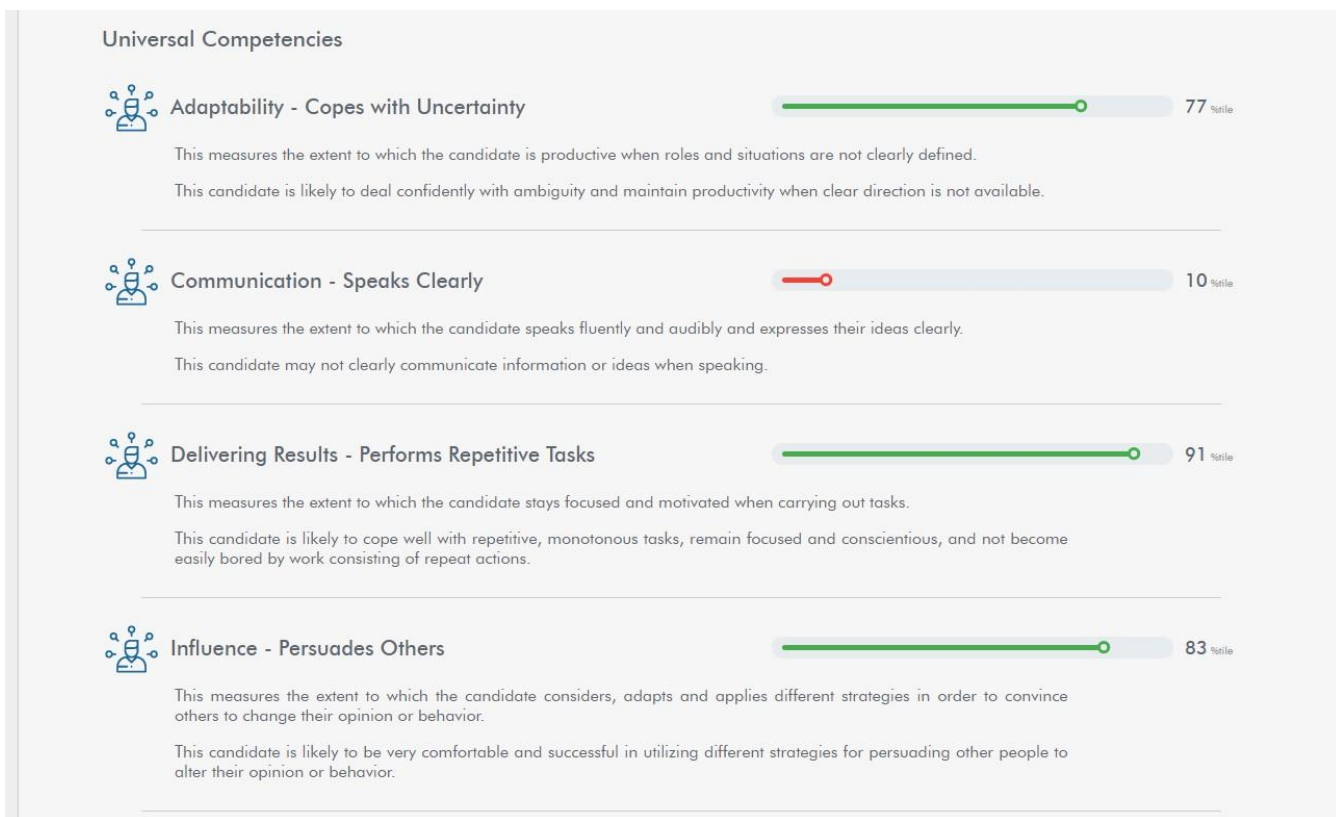 Universal Competencies
Adaptability - Copes with Uncertainty
77 %tile
This measures the extent to which the candidate is productive when roles and situations are not clearly defined.
This candidate is likely to deal confidently with ambiguity and maintain productivity when clear direction is not available.
Communication - Speaks Clearly
10 %tile
This measures the extent to which the candidate speaks fluently and audibly and expresses their ideas clearly.
This candidate may not clearly communicate information or ideas when speaking.
Delivering Results - Performs Repetitive Tasks
91 %tile
This measures the extent to which the candidate stays focused and motivated when carrying out tasks.
This candidate is likely to cope well with repetitive, monotonous tasks, remain focused and conscientious, and not become
easily bored by work consisting of repeat actions.
Influence - Persuades Others
83 %tile
This measures the extent to which the candidate considers, adapts and applies different strategies in order to convince
others to change their opinion or behavior.
This candidate is likely to be very comfortable and successful in utilizing different strategies for persuading other people to
alter their opinion or behavior.